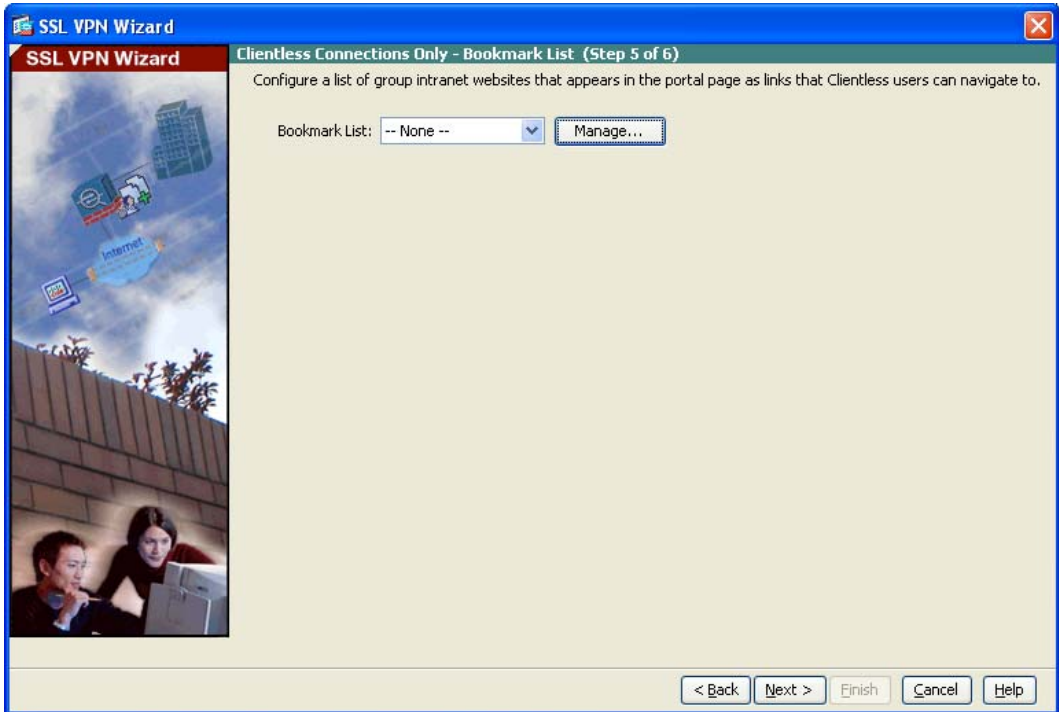 SSL VPN Wizard
SSL VPN Wizard
Clientless Connections Only - Bookmark List (Step 5 of 6)
Configure a list of group intranet websites that appears in the portal page as links that Clientless users can navigate to.
Bookmark List: -- None -- Manage...
Internet
< Back Next > Finish Cancel Help